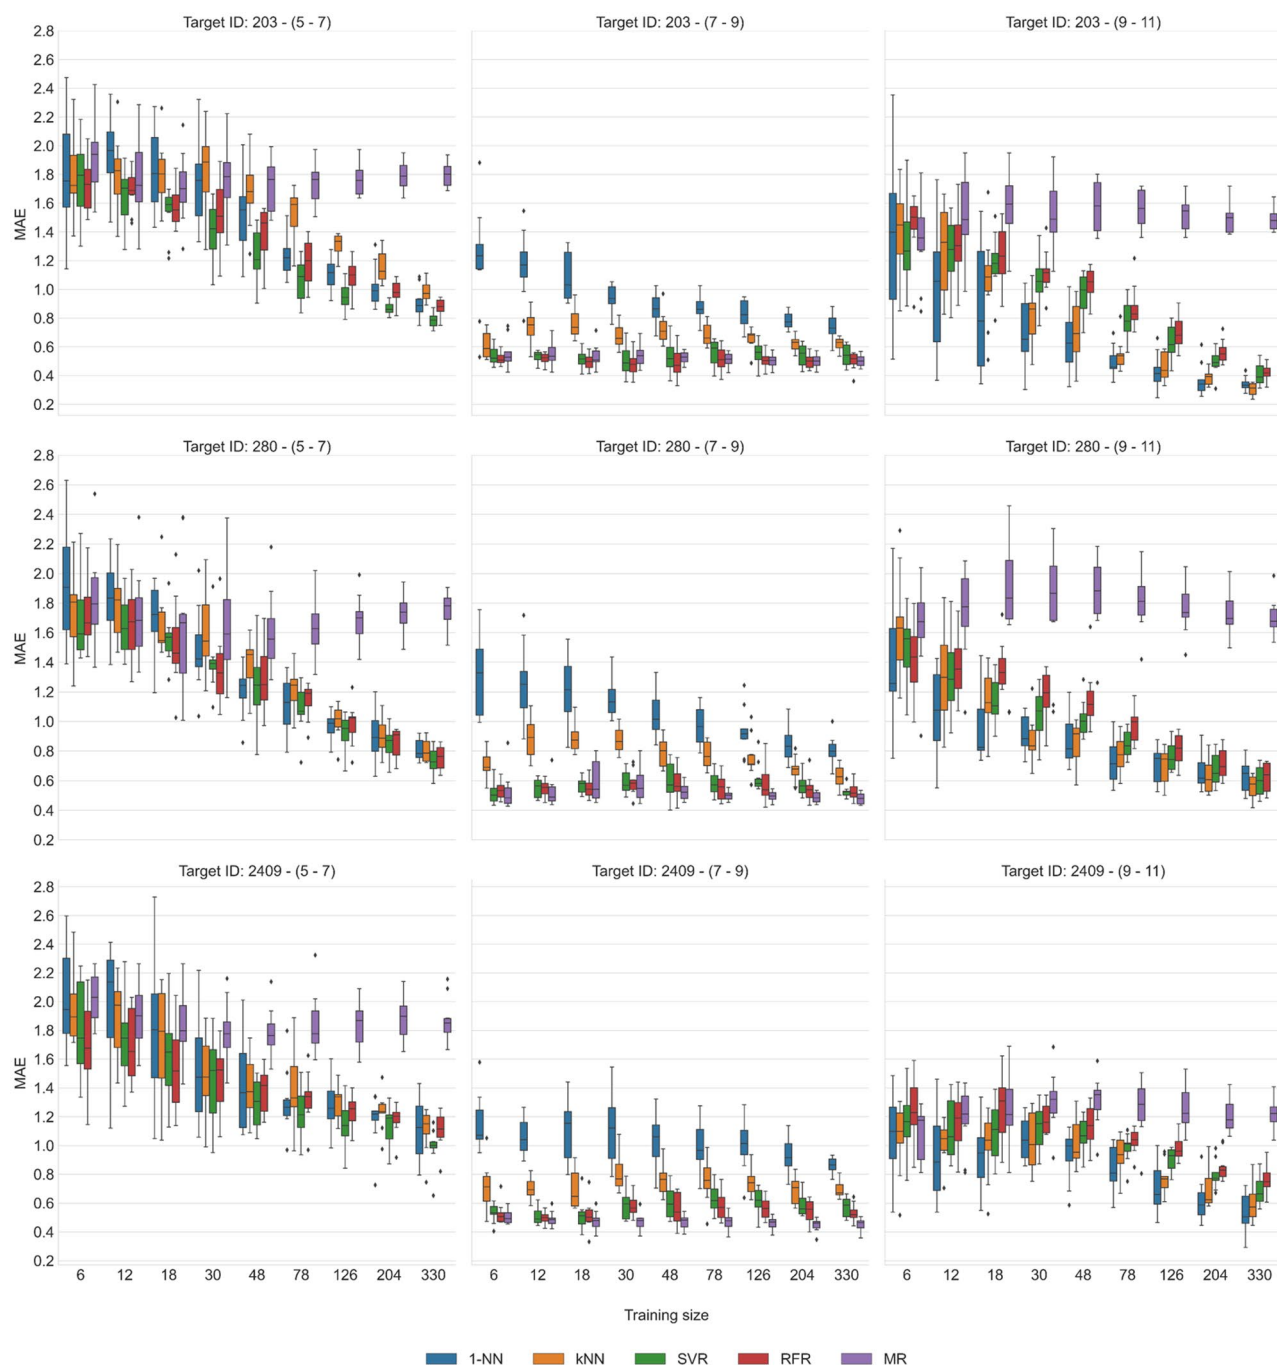 Target ID: 203 - (5 - 7)
Target ID: 203 - (7 - 9)
Target ID: 203 - (9 - 11)
2.8
2.6
2.4
2.2
2.0
1.8
1.6
MAE
1.4
1.2
1.0
0.8
0.6
0.4
0.2
Target ID: 280 - (5 - 7)
Target ID: 280 - (7 - 9)
Target ID: 280 - (9 - 11)
2.8
2.6
2.4
2.2
2.0
1.8
1.6
MAE
1.4
1.2
1.0
0.8
0.6
0.4
0.2
Target ID: 2409 - (5 - 7)
Target ID: 2409 - (7 - 9)
Target ID: 2409 - (9 - 11)
2.8
2.6
2.4
2.2
2.0
1.8
1.6
MAE
1.4
1.2
1.0
0.8
0.6
0.4
0.2
6 12 18 30 48 78 126 204 330
6 12 18 30 48 78 126 204 330
6 12 18 30 48 78 126 204 330
Training size
1-NN kNN SVR RFR MR